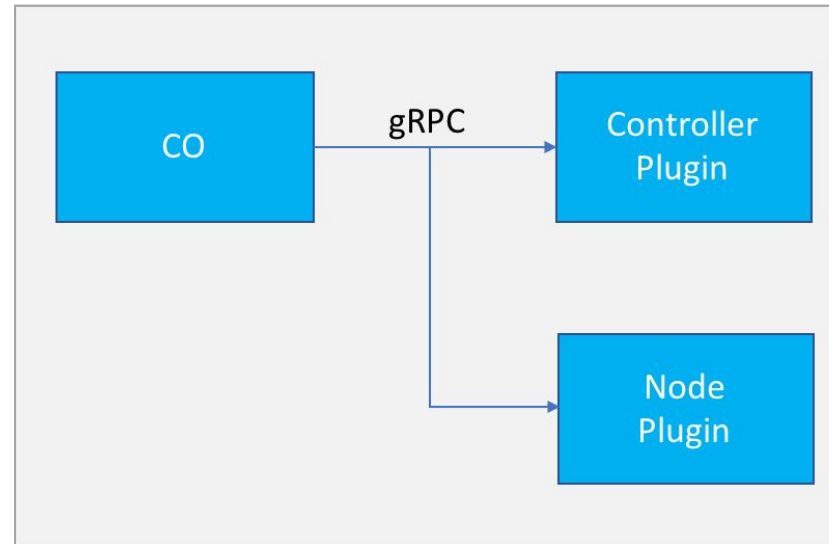 CO
gRPC
Controller
Plugin
Node
Plugin